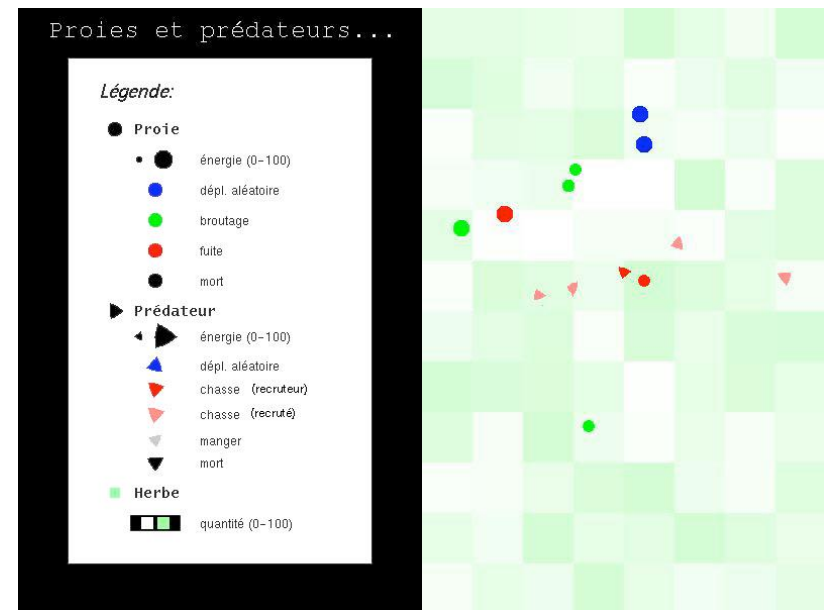 Proies et prédateurs...
Légende:
Proie
énergie (0-100)
dépl. aléatoire
broutage
fuite
mort
Prédateur
énergie (0-100)
dépl. aléatoire
chasse (recruteur)
chasse (recruté)
manger
mort
Herbe
quantité (0-100)